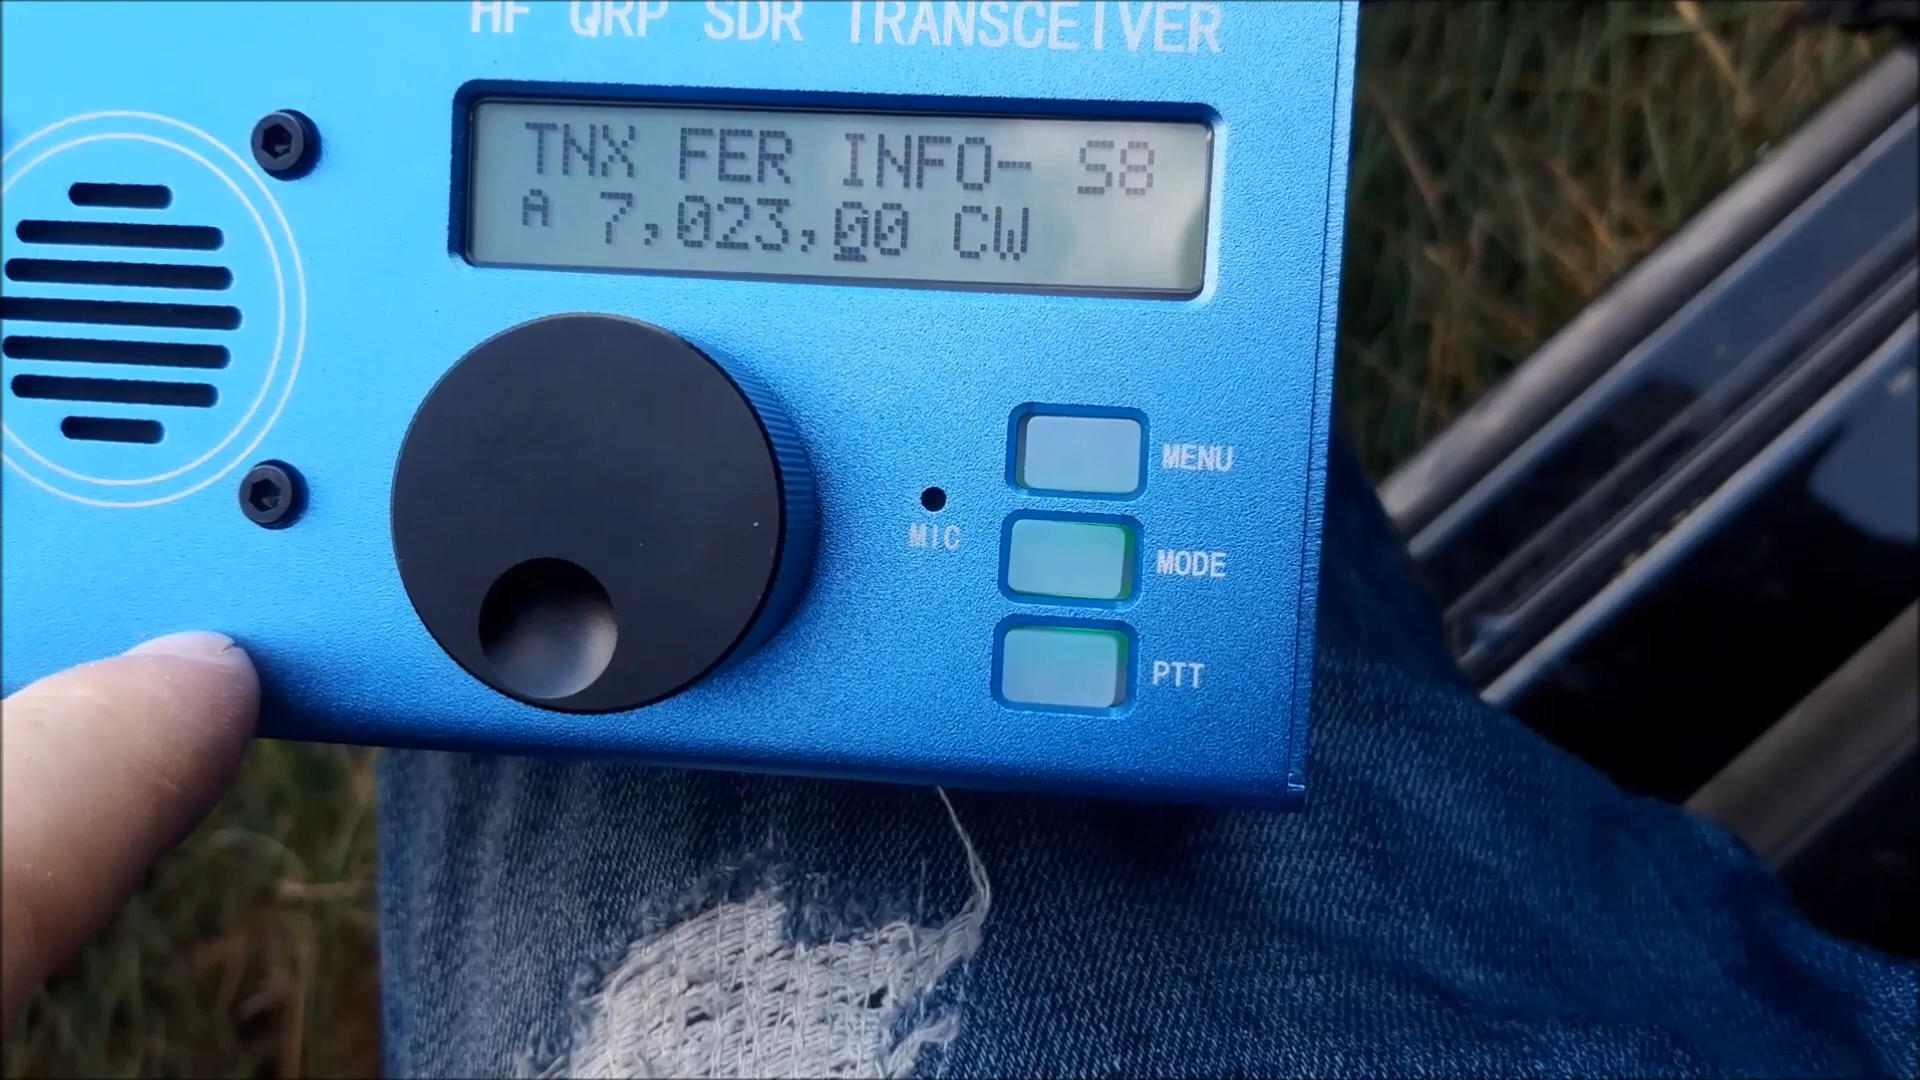 HF QRP SDR TRANSCEIVER
TNX FER INFO- S8
A 7,023,00 CW
MENU
MIC
MODE
PTT